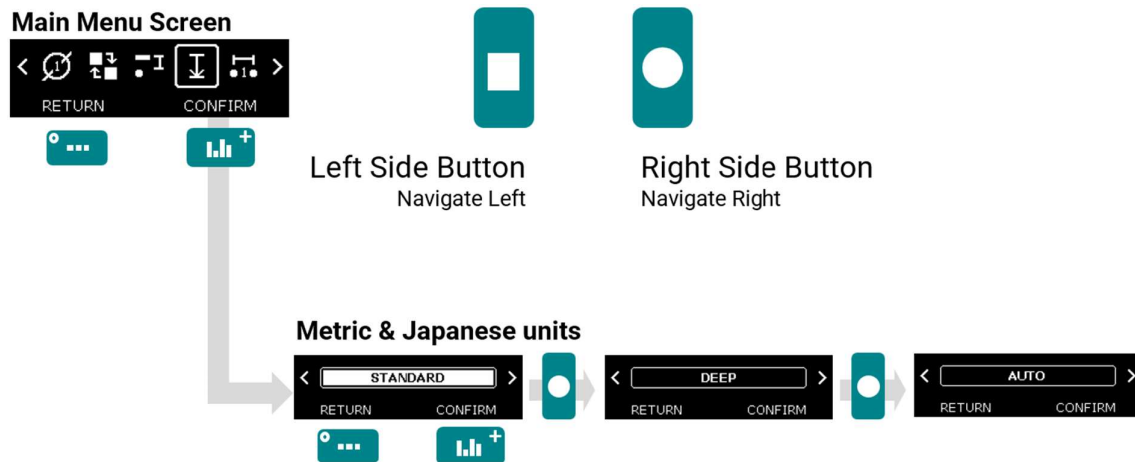 Main Menu Screen
RETURN CONFIRM
Left Side Button
Navigate Left
Right Side Button
Navigate Right
Metric & Japanese units
STANDARD
RETURN CONFIRM
DEEP
RETURN CONFIRM
AUTO
RETURN CONFIRM